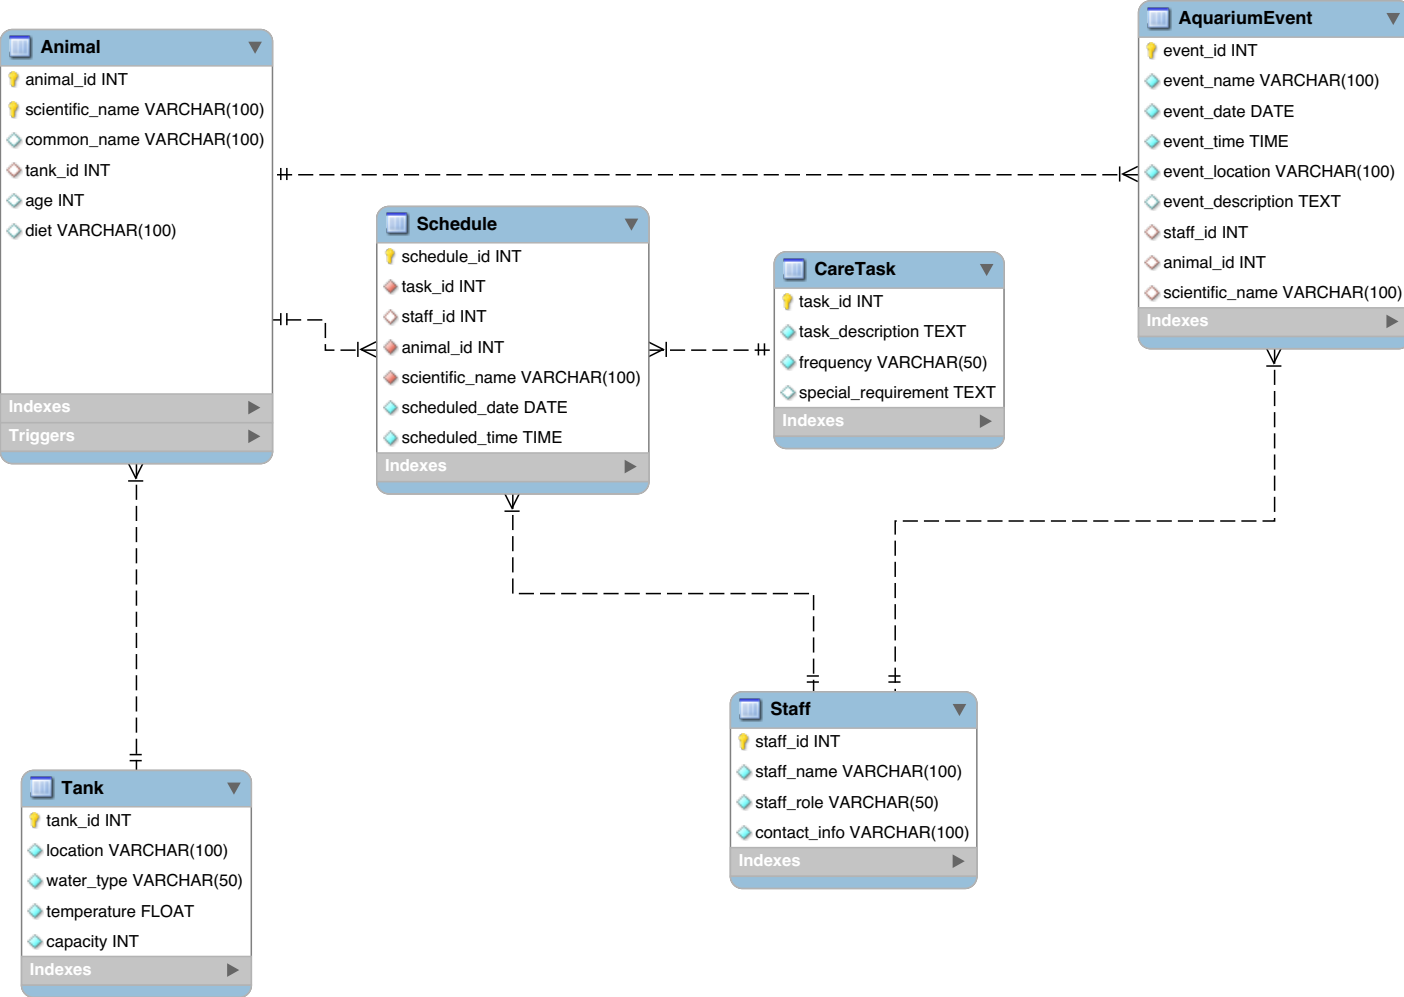 Animal
animal_id INT
scientific_name VARCHAR(100)
common_name VARCHAR(100)
tank_id INT
age INT
diet VARCHAR(100)
Indexes
Triggers
Schedule
schedule_id INT
task_id INT
staff_id INT
animal_id INT
scientific_name VARCHAR(100)
scheduled_date DATE
scheduled_time TIME
Indexes
CareTask
task_id INT
task_description TEXT
frequency VARCHAR(50)
special_requirement TEXT
Indexes
AquariumEvent
event_id INT
event_name VARCHAR(100)
event_date DATE
event_time TIME
event_location VARCHAR(100)
event_description TEXT
staff_id INT
animal_id INT
scientific_name VARCHAR(100)
Indexes
Tank
tank_id INT
location VARCHAR(100)
water_type VARCHAR(50)
temperature FLOAT
capacity INT
Indexes
Staff
staff_id INT
staff_name VARCHAR(100)
staff_role VARCHAR(50)
contact_info VARCHAR(100)
Indexes